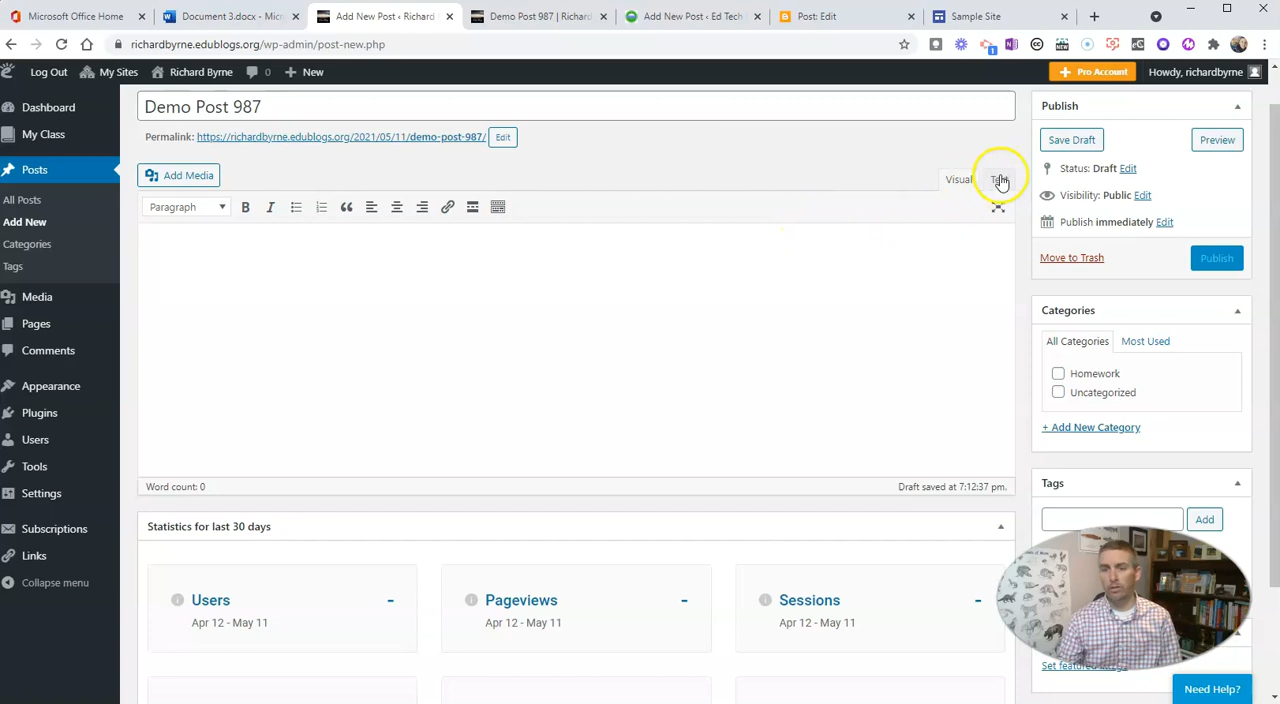 Microsoft Office Home
Document 3.docx - Micr
Add New Post ‹ Richard
Demo Post 987 | Richard
Add New Post ‹ Ed Tech
Post: Edit
Sample Site
richardbyrne.edublogs.org/wp-admin/post-new.php
Log Out
My Sites
Richard Byrne
0
New
Pro Account
Howdy, richardbyrne
Dashboard
My Class
Posts
All Posts
Add New
Categories
Tags
Media
Pages
Comments
Appearance
Plugins
Users
Tools
Settings
Subscriptions
Links
Collapse menu
Demo Post 987
Permalink: https://richardbyrne.edublogs.org/2021/05/11/demo-post-987/ Edit
Add Media
Visual
Text
Paragraph
Word count: 0
Draft saved at 7:12:37 pm.
Statistics for last 30 days
Users -
Apr 12 - May 11
Pageviews -
Apr 12 - May 11
Sessions -
Apr 12 - May 11
Publish
Save Draft
Preview
Status: Draft Edit
Visibility: Public Edit
Publish immediately Edit
Move to Trash
Publish
Categories
All Categories
Most Used
Homework
Uncategorized
+ Add New Category
Tags
Add
Set featured
Need Help?